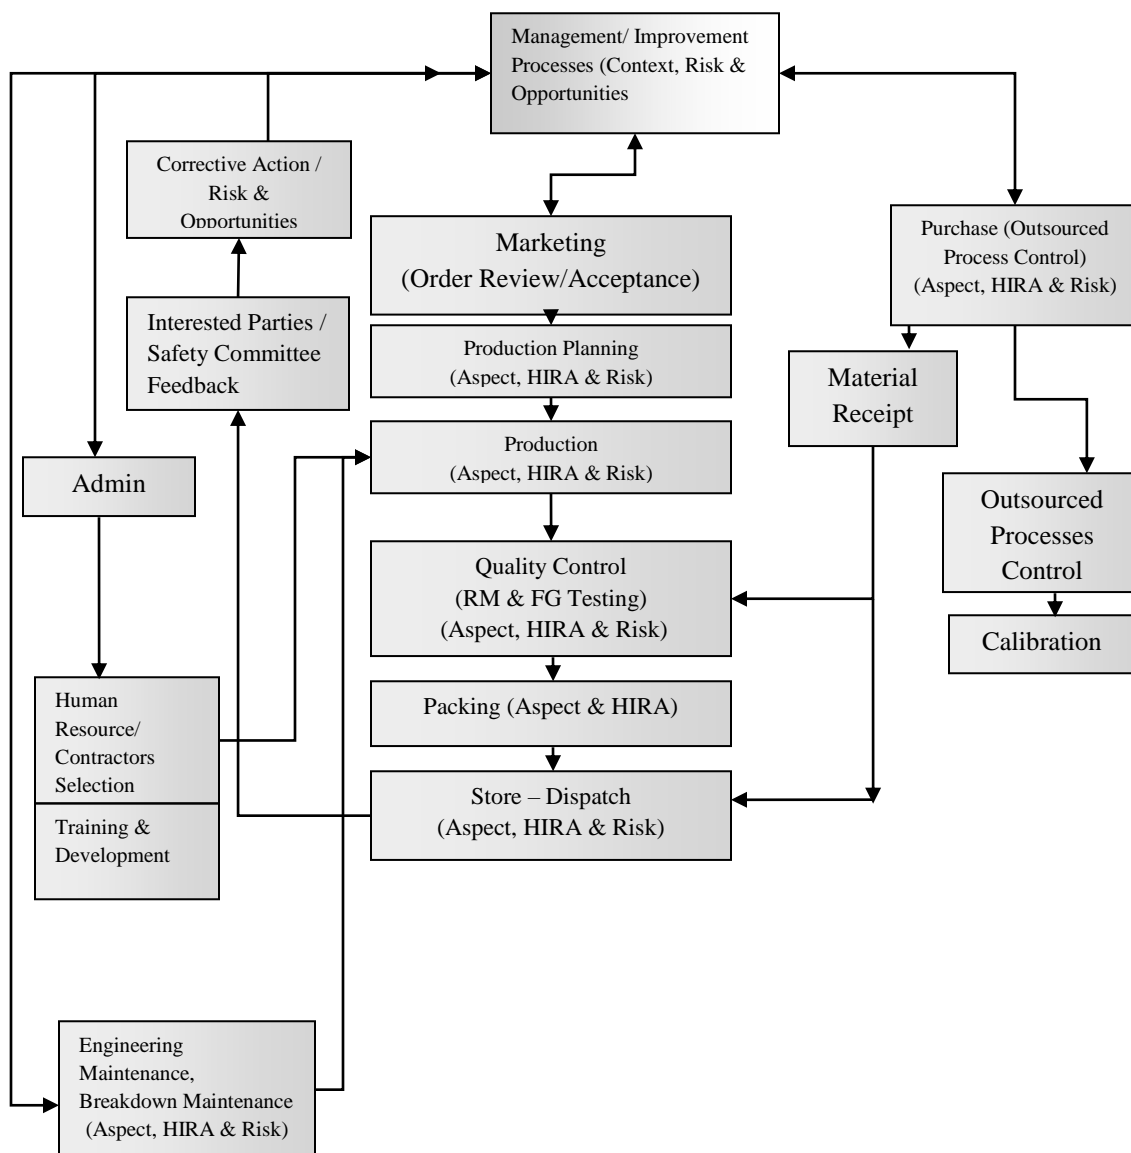 Management/ Improvement
Processes (Context, Risk &
Opportunities
Corrective Action /
Risk &
Opportunities
Marketing
(Order Review/Acceptance)
Purchase (Outsourced
Process Control)
(Aspect, HIRA & Risk)
Interested Parties /
Safety Committee
Feedback
Production Planning
(Aspect, HIRA & Risk)
Material
Receipt
Production
(Aspect, HIRA & Risk)
Admin
Outsourced
Processes
Control
Quality Control
(RM & FG Testing)
(Aspect, HIRA & Risk)
Calibration
Human
Resource/
Contractors
Selection
Packing (Aspect & HIRA)
Store – Dispatch
(Aspect, HIRA & Risk)
Training &
Development
Engineering
Maintenance,
Breakdown Maintenance
(Aspect, HIRA & Risk)